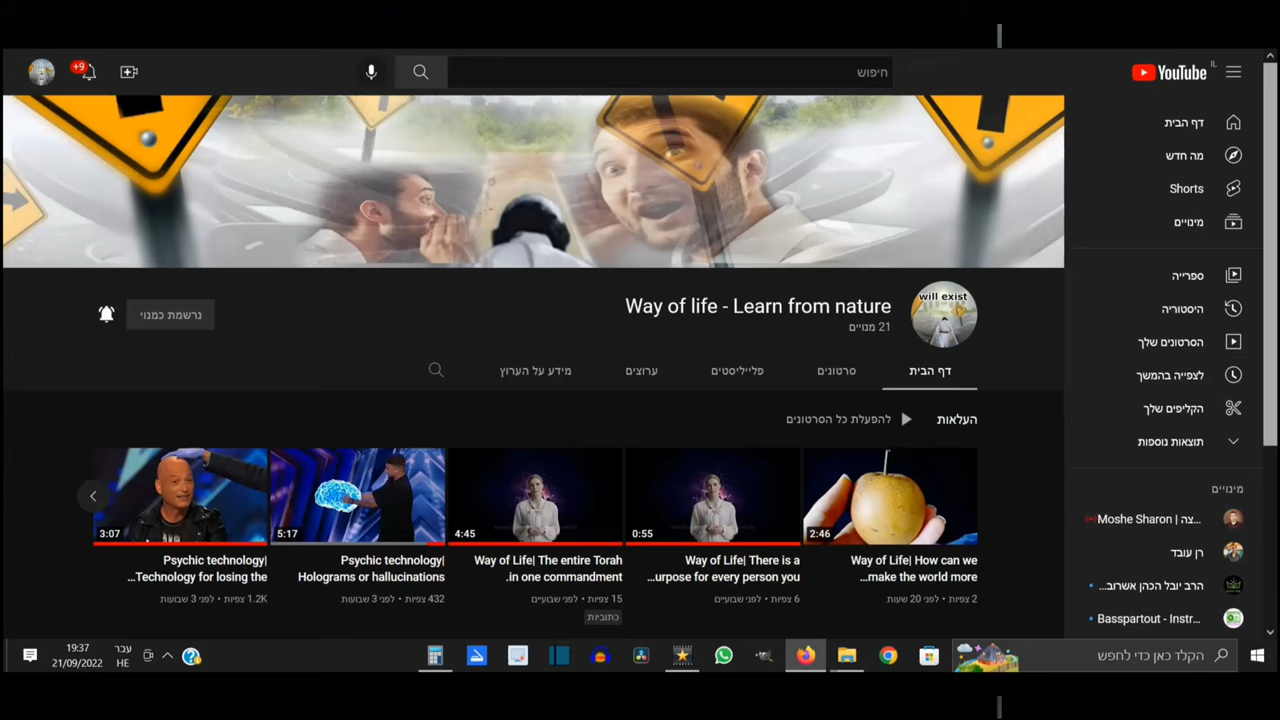 +9
חיפוש
YouTube IL
דף הבית
מה חדש
Shorts
מינויים
ספרייה
היסטוריה
הסרטונים שלך
לצפייה בהמשך
הקליפים שלך
תוצאות נוספות
מינויים
Moshe Sharon | צה...
רן עובד
הרב יובל הכהן אשרוב...
Basspartout - Instr...
will exist
Way of life - Learn from nature
21 מנויים
נרשמת כמנוי
דף הבית
סרטונים
פלייליסטים
ערוצים
מידע על הערוץ
העלאות
להפעלת כל הסרטונים
2:46
Way of Life| How can we
...make the world more
2 צפיות • לפני 20 שעות
0:55
Way of Life| There is a
...urpose for every person you
6 צפיות • לפני שבועיים
4:45
Way of Life| The entire Torah
.in one commandment
15 צפיות • לפני שבועיים
כתוביות
5:17
Psychic technology|
Holograms or hallucinations
432 צפיות • לפני 3 שבועות
3:07
Psychic technology|
...Technology for losing the
1.2K צפיות • לפני 3 שבועות
הקלד כאן כדי לחפש
עבר
HE
19:37
21/09/2022